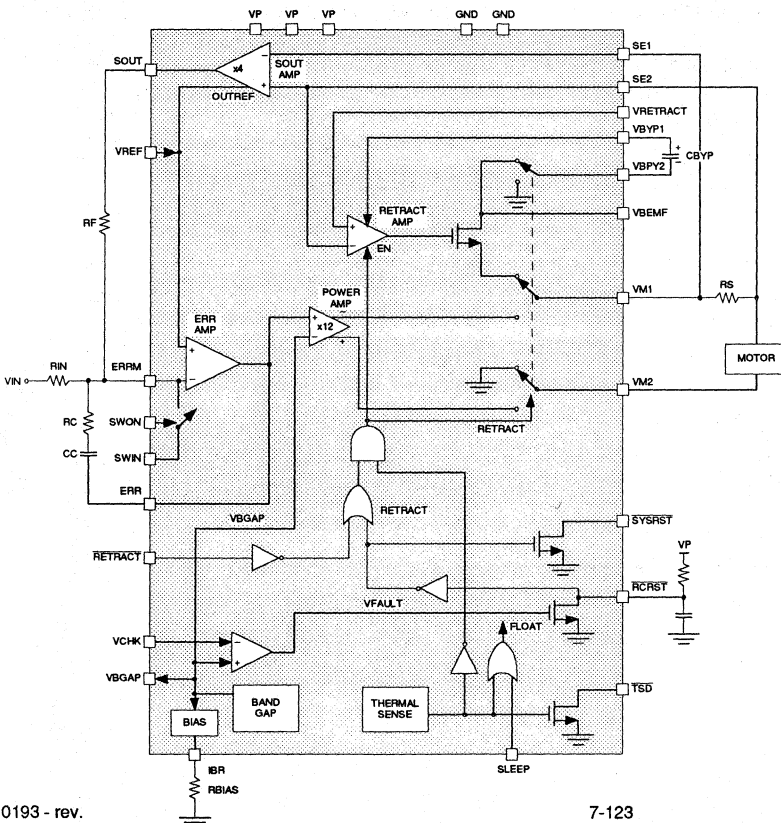 VP VP VP GND GND
SOUT
x4
SOUT
AMP
OUTREF
SE1
SE2
VRETRACT
VBYP1
CBYP
VBPY2
VREF
RF
RETRACT
AMP
EN
VBEMF
POWER
AMP
x12
VM1
RS
MOTOR
ERR
AMP
VIN
RIN
ERRM
VM2
RC
SWON
CC
SWIN
RETRACT
ERR
VBGAP
RETRACT
SYSRST
RETRACT
VP
RCRST
VFAULT
FLOAT
VCHK
VBGAP
BAND
GAP
THERMAL
SENSE
TSD
BIAS
IBR
RBIAS
SLEEP
0193 - rev.
7-123